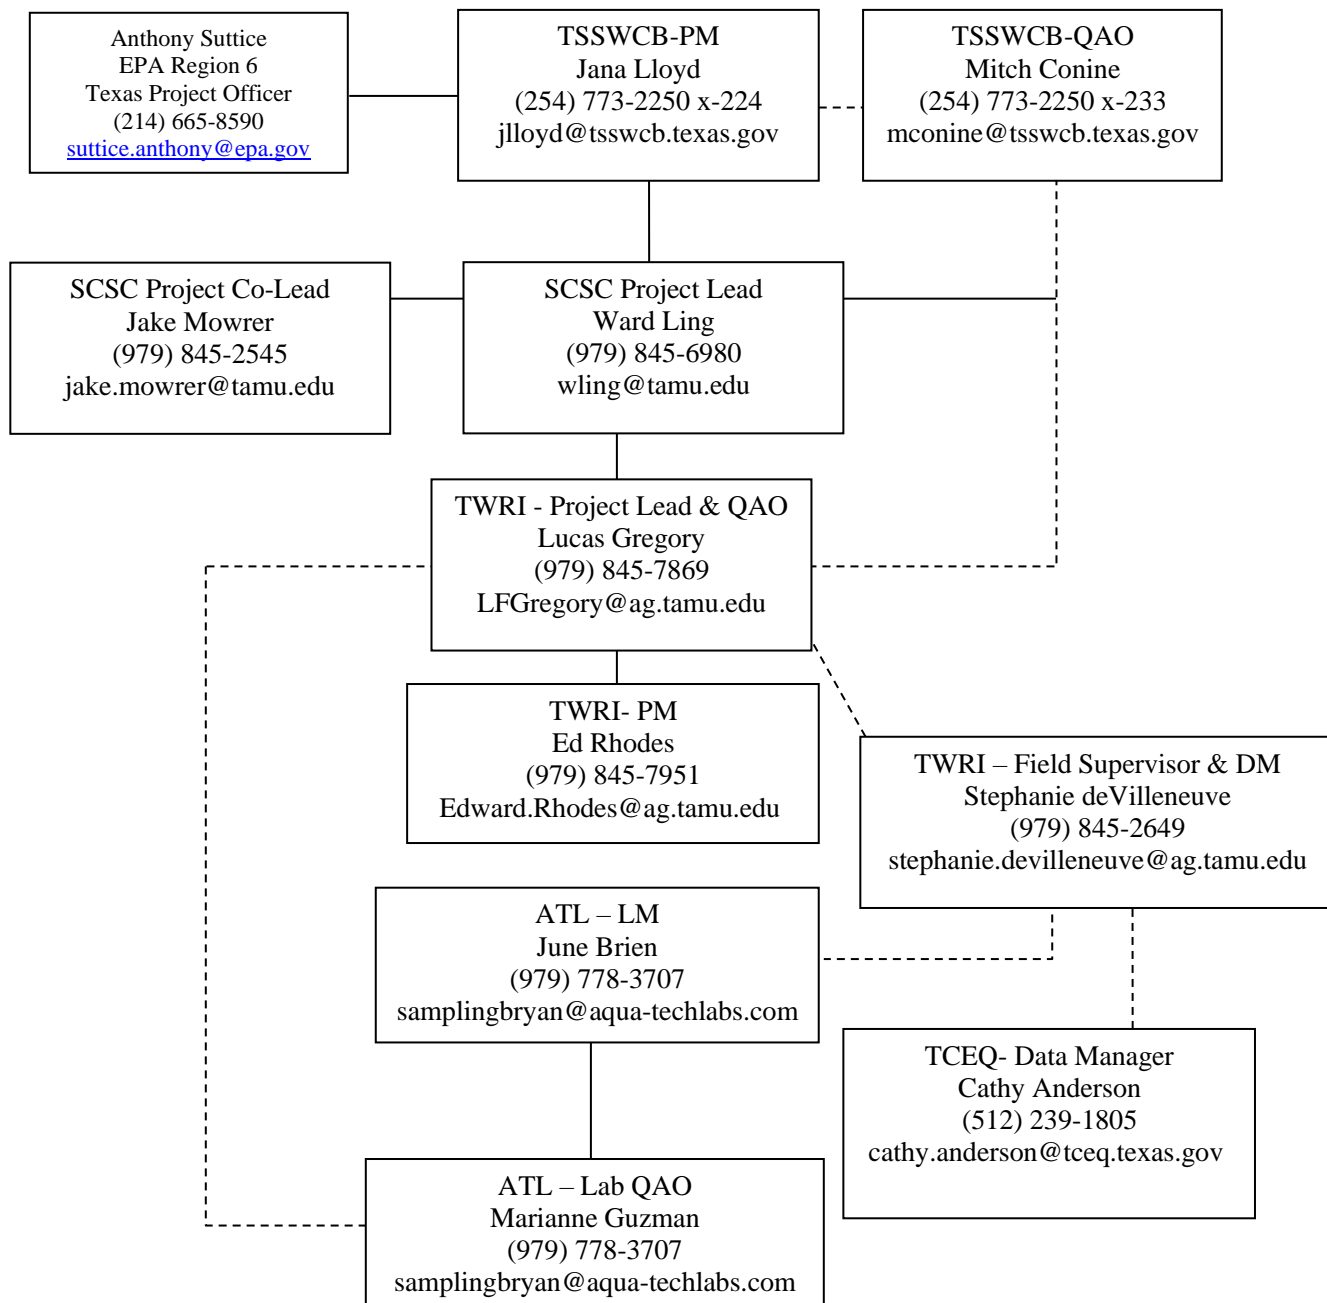 Anthony Suttice
EPA Region 6
Texas Project Officer
(214) 665-8590
suttice.anthony@epa.gov
TSSWCB-PM
Jana Lloyd
(254) 773-2250 x-224
jlloyd@tsswcb.texas.gov
TSSWCB-QAO
Mitch Conine
(254) 773-2250 x-233
mconine@tsswcb.texas.gov
SCSC Project Co-Lead
Jake Mowrer
(979) 845-2545
jake.mowrer@tamu.edu
SCSC Project Lead
Ward Ling
(979) 845-6980
wling@tamu.edu
TWRI - Project Lead & QAO
Lucas Gregory
(979) 845-7869
LFGregory@ag.tamu.edu
TWRI- PM
Ed Rhodes
(979) 845-7951
Edward.Rhodes@ag.tamu.edu
TWRI – Field Supervisor & DM
Stephanie deVilleneuve
(979) 845-2649
stephanie.devilleneuve@ag.tamu.edu
ATL – LM
June Brien
(979) 778-3707
samplingbryan@aqua-techlabs.com
TCEQ- Data Manager
Cathy Anderson
(512) 239-1805
cathy.anderson@tceq.texas.gov
ATL – Lab QAO
Marianne Guzman
(979) 778-3707
samplingbryan@aqua-techlabs.com